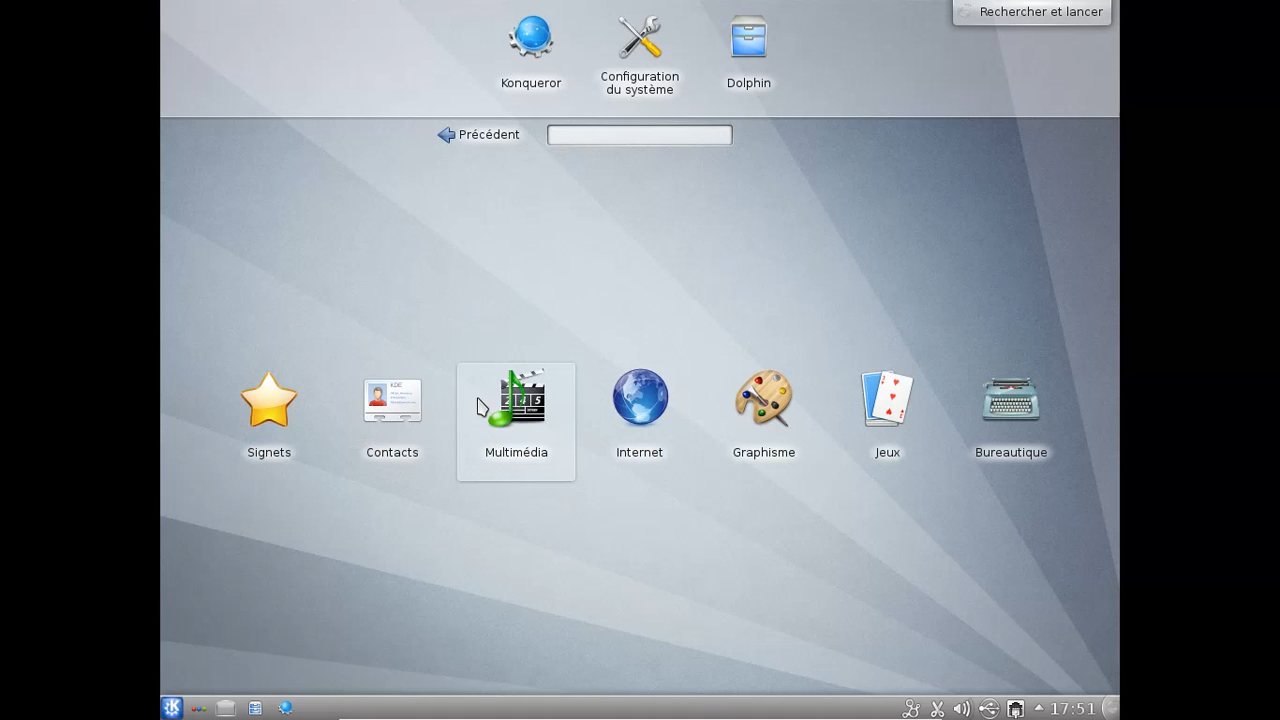 Rechercher et lancer
Konqueror
Configuration
du système
Dolphin
Précédent
Signets
Contacts
Multimédia
Internet
Graphisme
Jeux
Bureautique
17:51